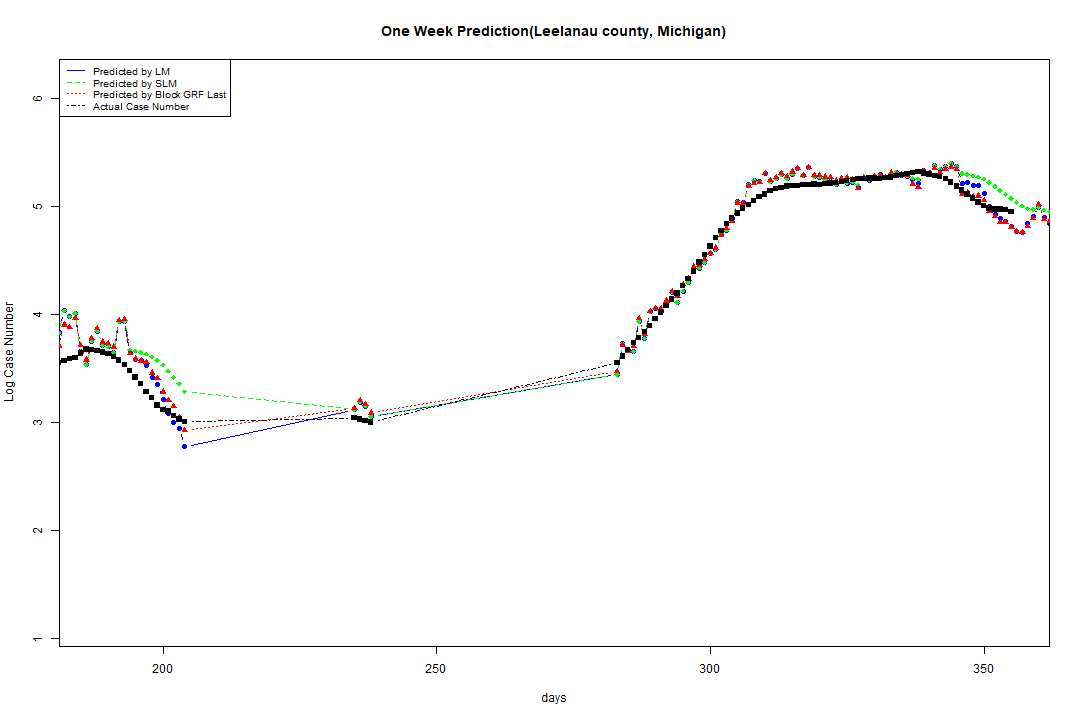 One Week Prediction(Leelanau county, Michigan)
Predicted by LM
Predicted by SLM
Predicted by Block GRF Last
Actual Case Number
6
5
4
3
2
1
Log Case Number
200 250 300 350
days